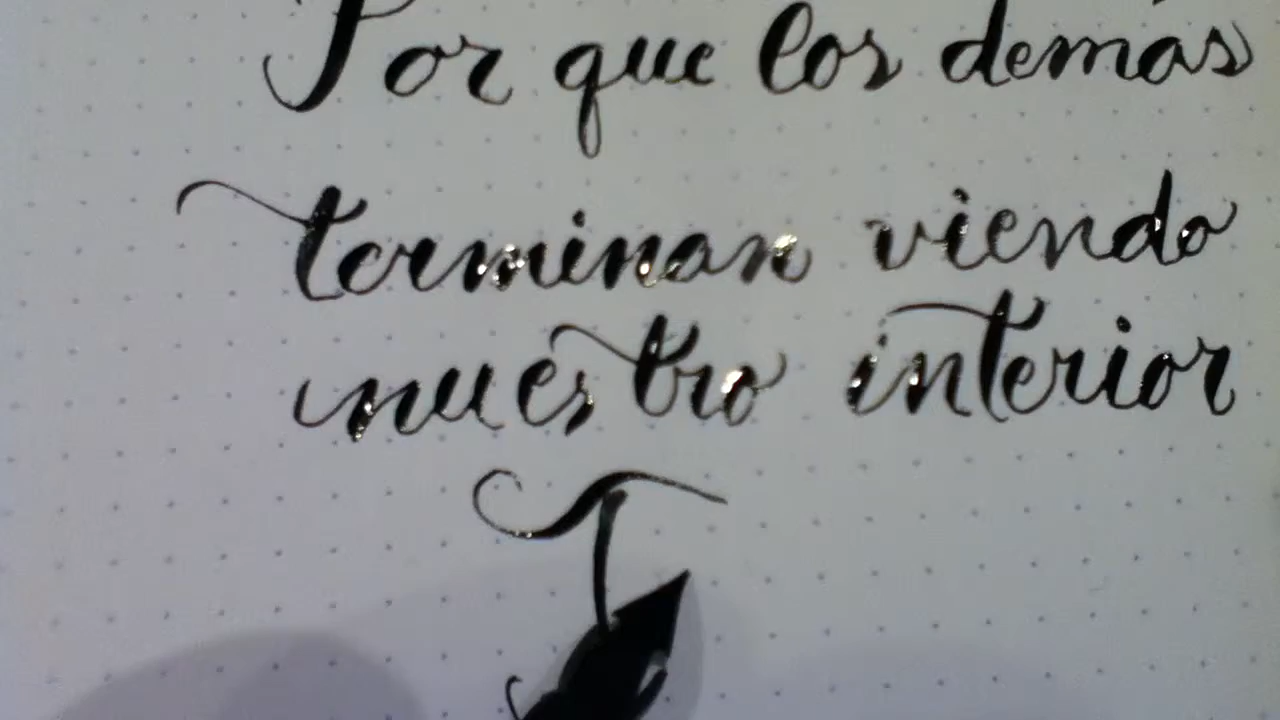 Por que los demás
terminan viendo
nuestro interior
T